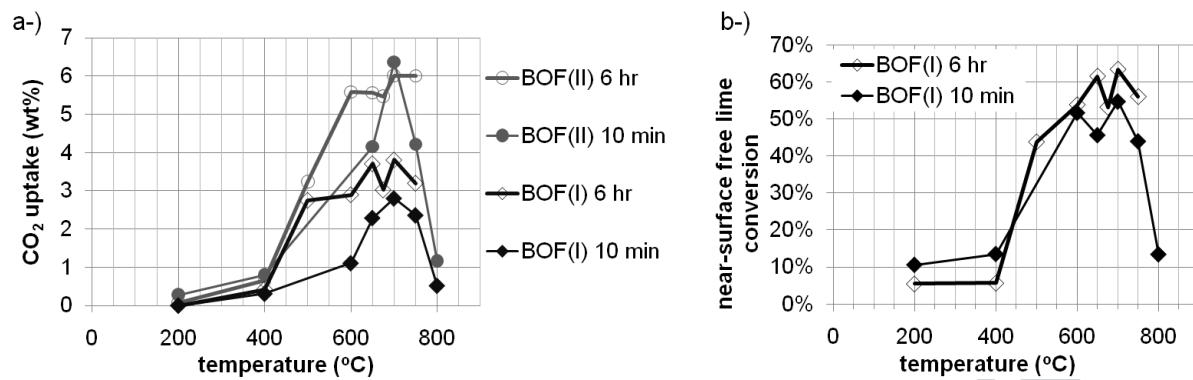 a-)
7
6
5
4
3
2
1
0
CO2 uptake (wt%)
0 200 400 600 800
temperature (ºC)
BOF(II) 6 hr
BOF(II) 10 min
BOF(I) 6 hr
BOF(I) 10 min
b-)
70%
60%
50%
40%
30%
20%
10%
0%
near-surface free lime
conversion
0 200 400 600 800
temperature (ºC)
BOF(I) 6 hr
BOF(I) 10 min